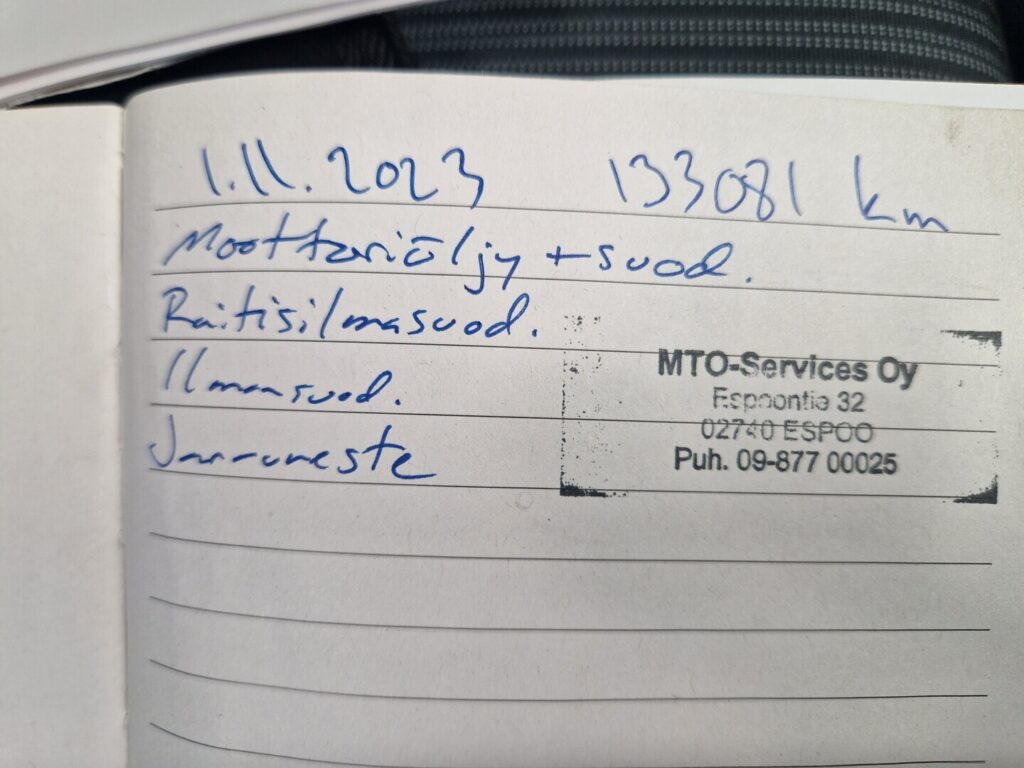 1.11.2023 133081 km
Moottoriöljy + suod.
Raitisilmasuod.
Ilmansuod.
Jarruneste
MTO-Services Oy
Espoontie 32
02740 ESPOO
Puh. 09-877 00025